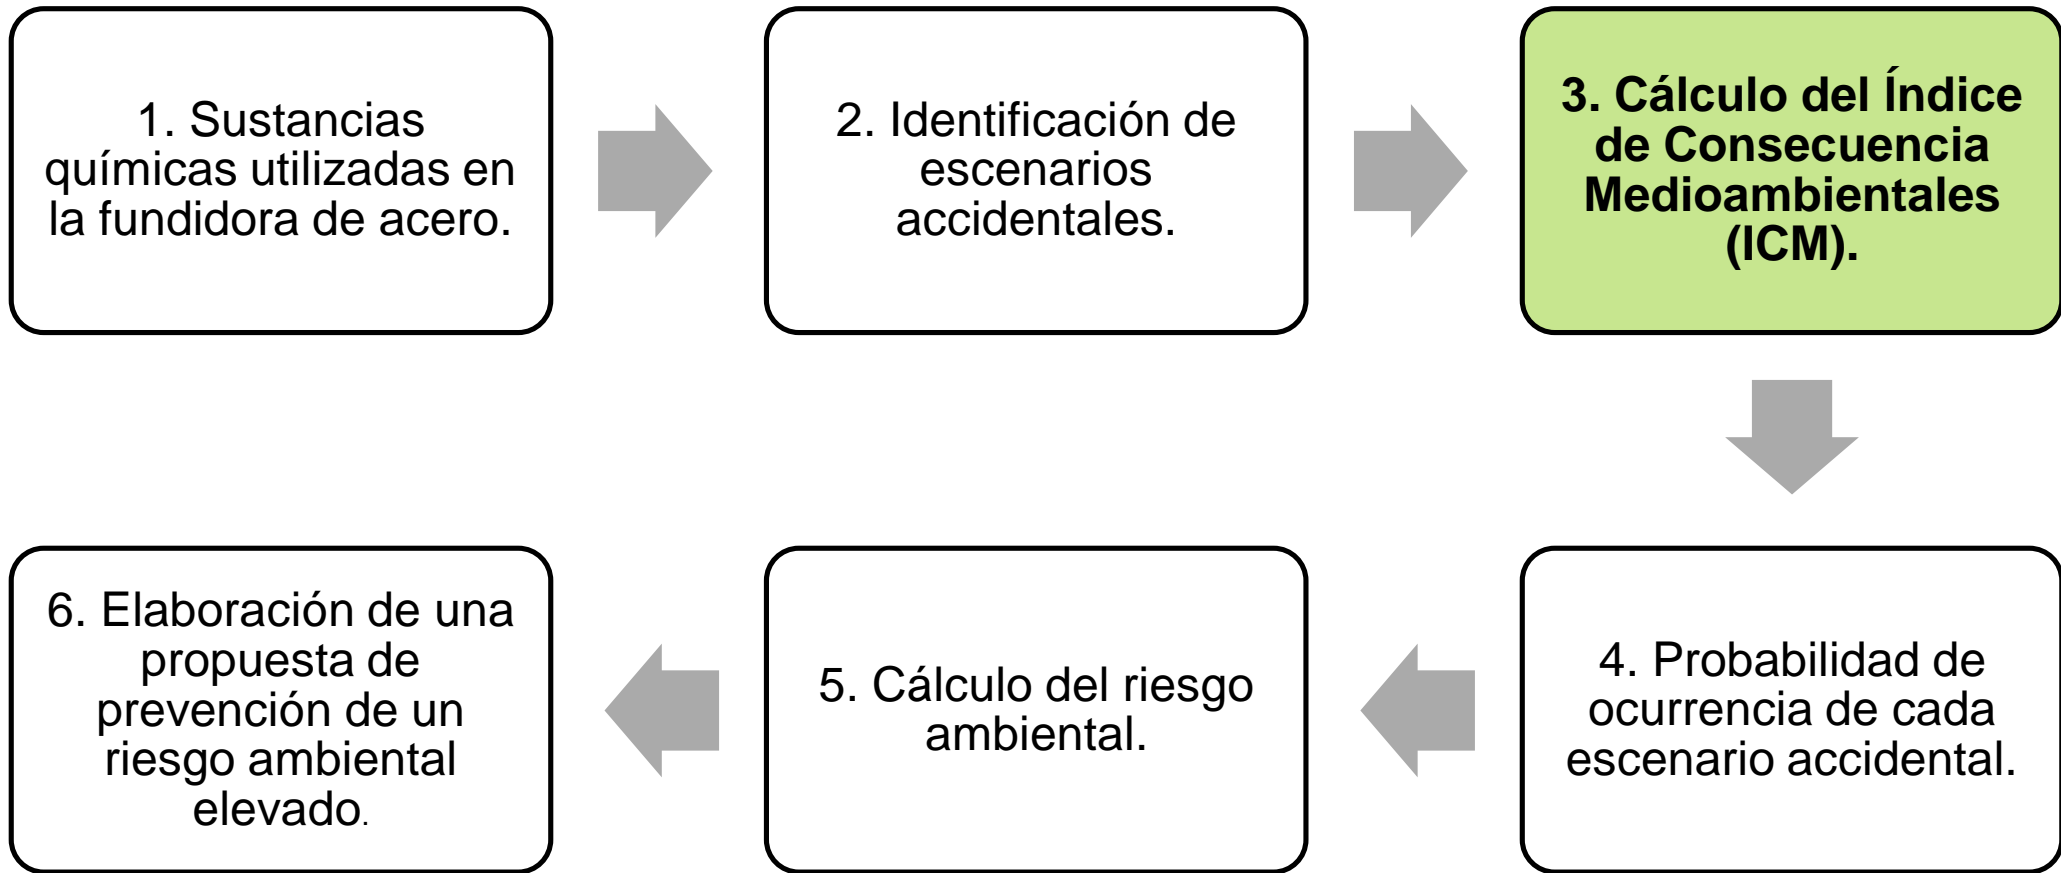 1. Sustancias
químicas utilizadas en
la fundidora de acero.
2. Identificación de
escenarios
accidentales.
3. Cálculo del Índice
de Consecuencia
Medioambientales
(ICM).
4. Probabilidad de
ocurrencia de cada
escenario accidental.
5. Cálculo del riesgo
ambiental.
6. Elaboración de una
propuesta de
prevención de un
riesgo ambiental
elevado.